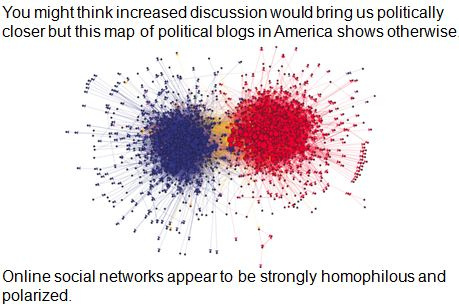 You might think increased discussion would bring us politically
closer but this map of political blogs in America shows otherwise
Online social networks appear to be strongly homophilous and
polarized.